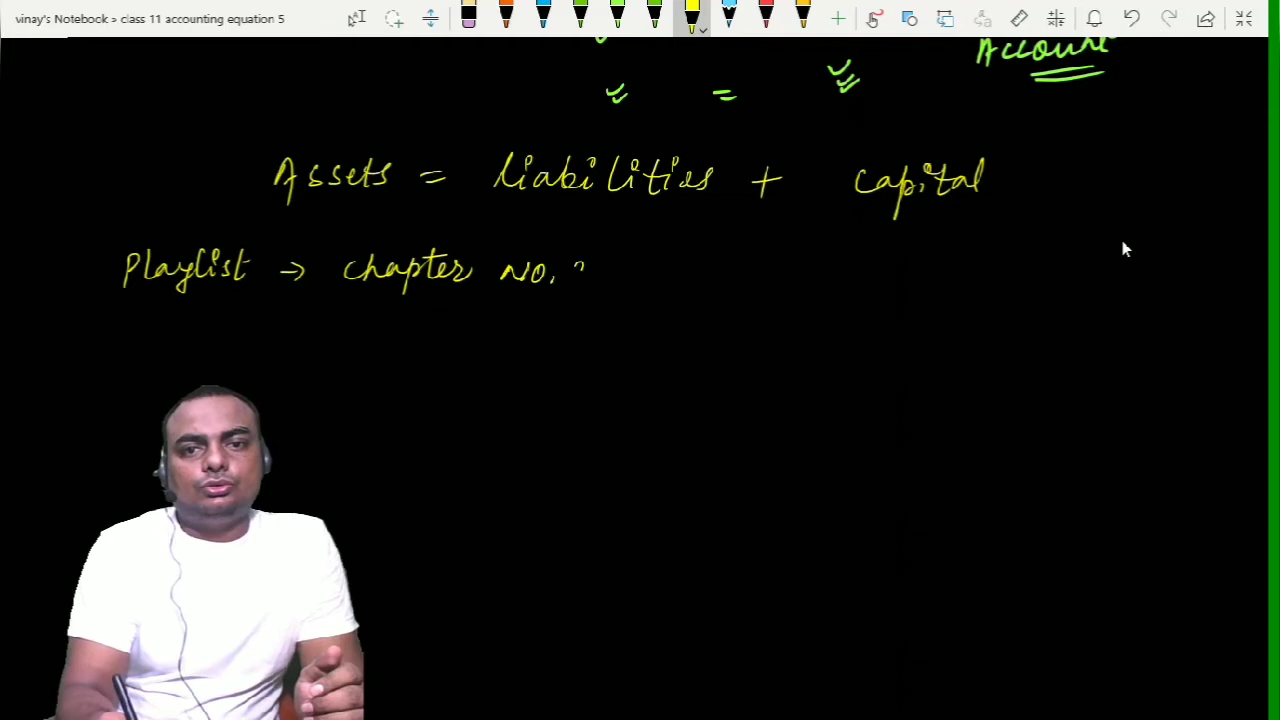 vinay's Notebook > class 11 accounting equation 5
Account
=
Assets = liabilities + capital
Playlist → chapter No.